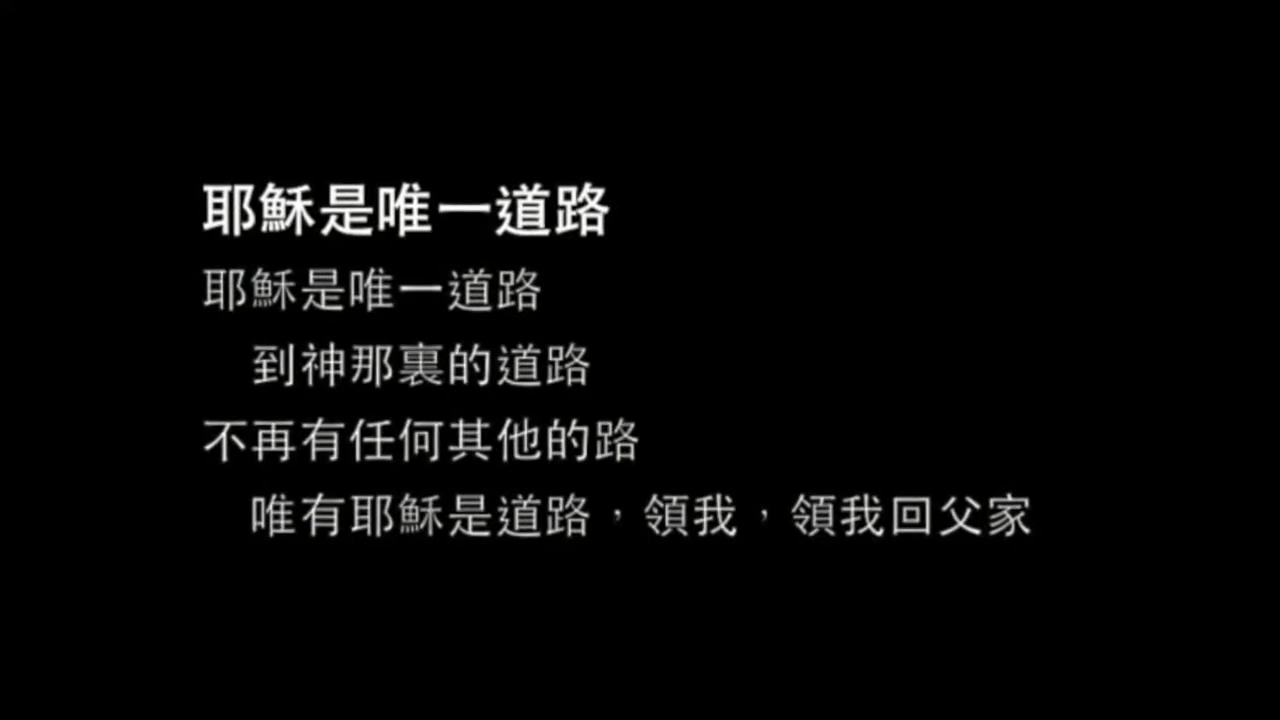 耶穌是唯一道路
耶穌是唯一道路
到神那裏的道路
不再有任何其他的路
唯有耶穌是道路，領我，領我回父家